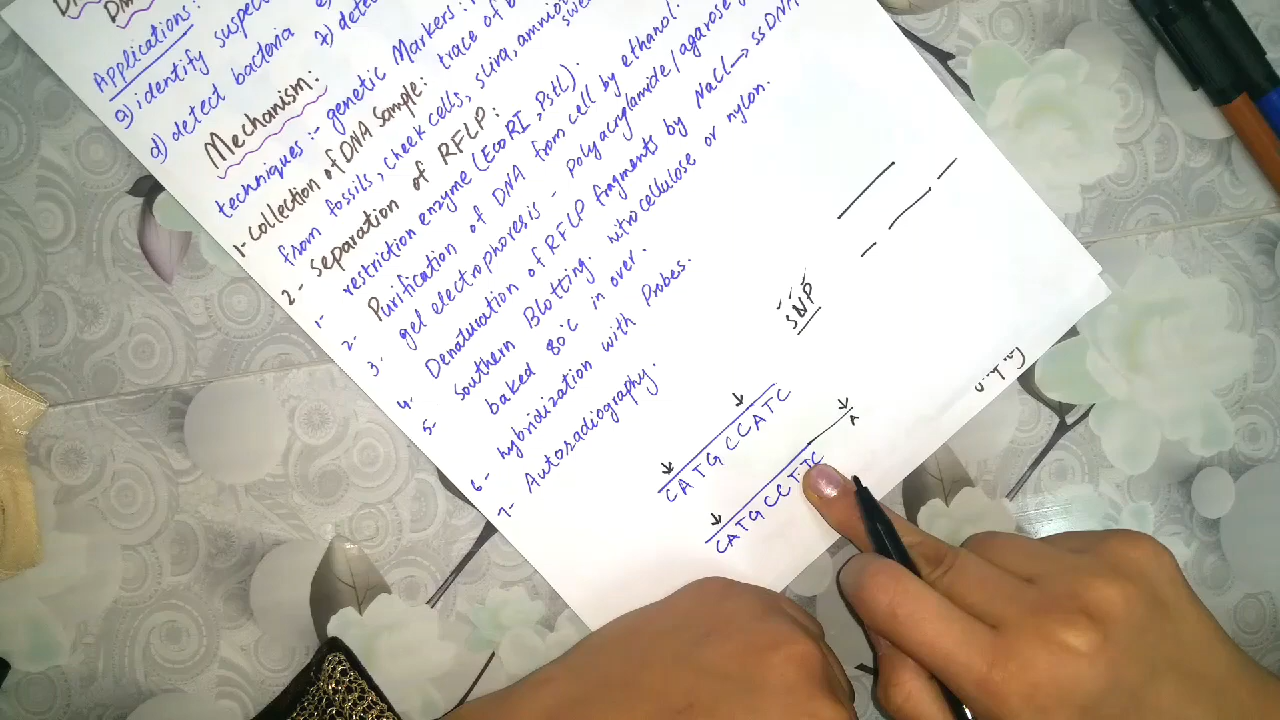 Applications:
g) identify suspect
d) detect bacteria
Mechanism:
techniques :- genetic Markers:
1- collection of DNA Sample: trace of
from fossils, cheek cells, sliva,
2- Separation of RFLP:
1- restriction enzyme (EcoRI, PstI).
2- Purification of DNA from cell by ethanol.
3- gel electrophoresis - polyacrylamide/agarose
4- Denaturation of RFLP fragments by NaCl → ssDNA
5- Southern Blotting. nitrocellulose or nylon.
baked 80°C in over.
6- hybridization with Probes.
7- Autoradiography.
SNP
CATGCCATC
A
CATGCCTTC